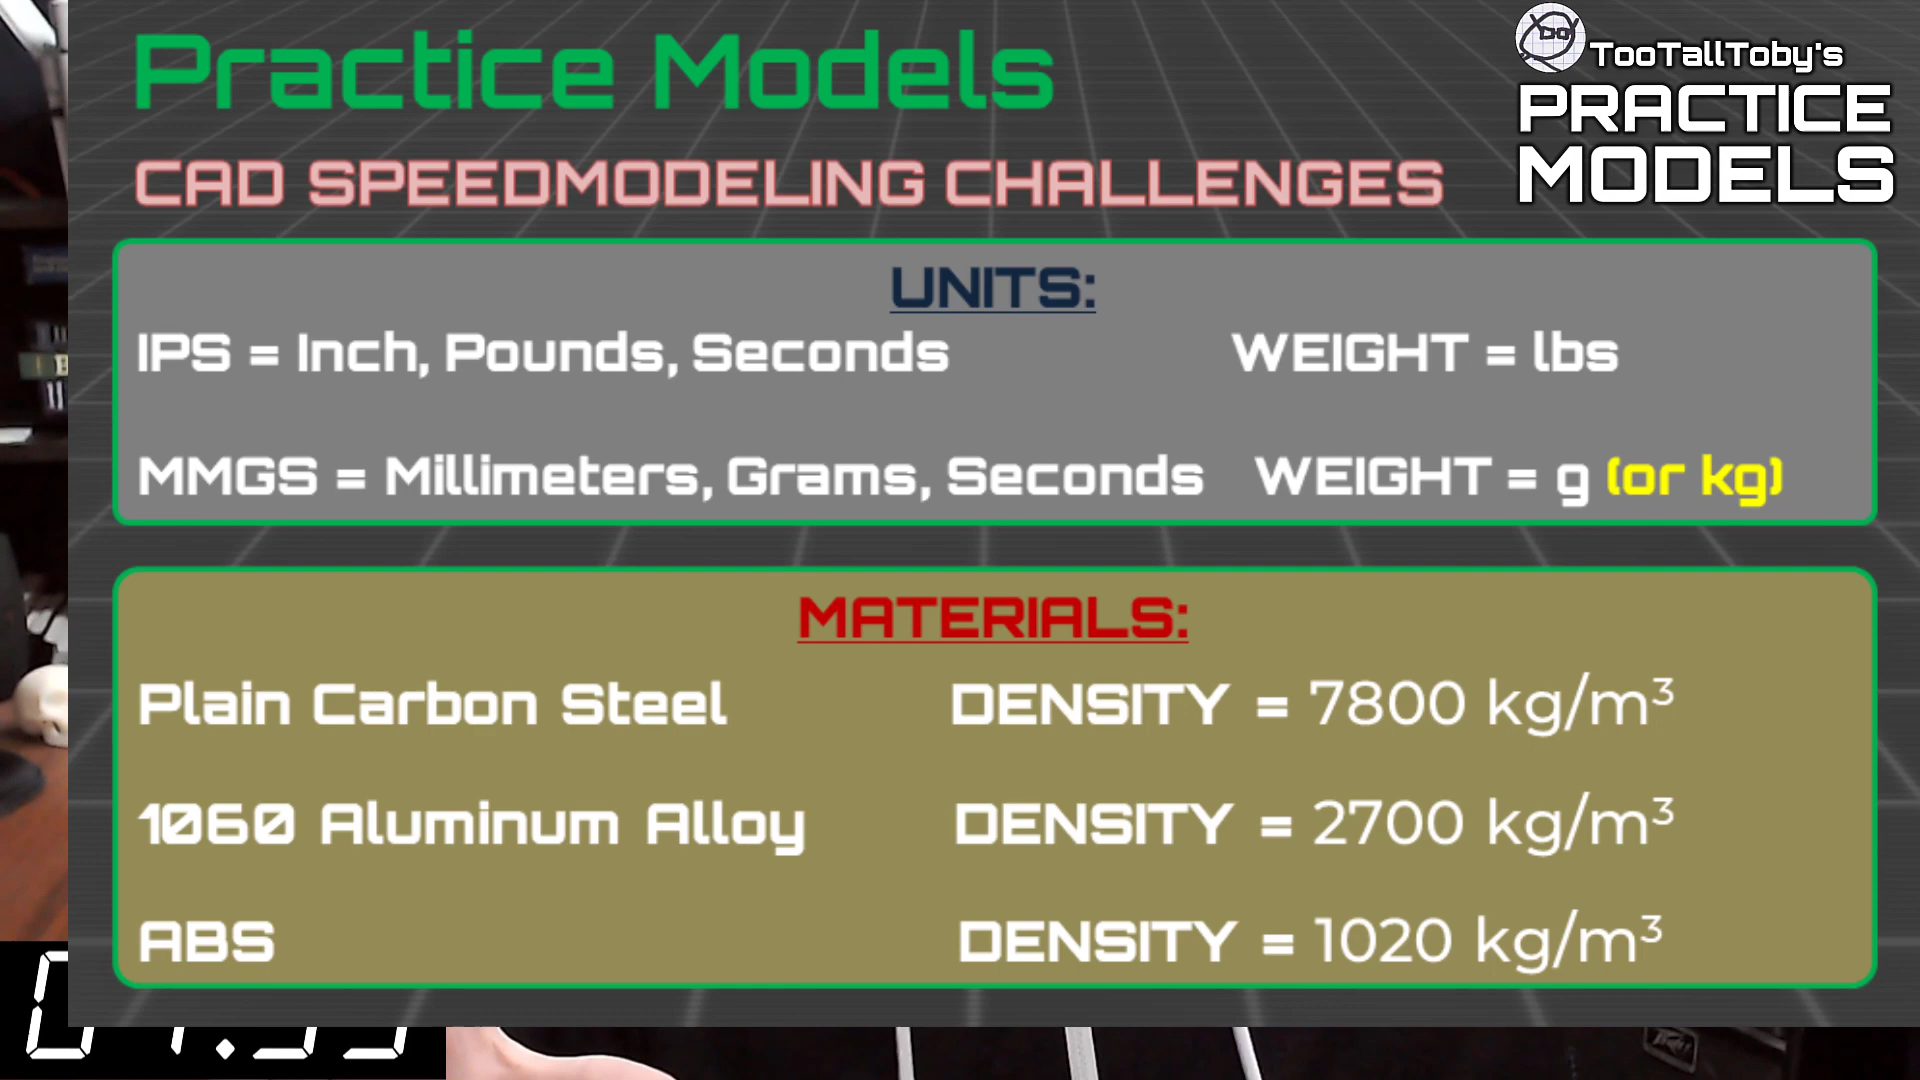 Practice Models
TooTallToby's
PRACTICE
MODELS
CAD SPEEDMODELING CHALLENGES
UNITS:
IPS = Inch, Pounds, Seconds WEIGHT = lbs
MMGS = Millimeters, Grams, Seconds WEIGHT = g (or kg)
MATERIALS:
Plain Carbon Steel DENSITY = 7800 kg/m³
1060 Aluminum Alloy DENSITY = 2700 kg/m³
ABS DENSITY = 1020 kg/m³